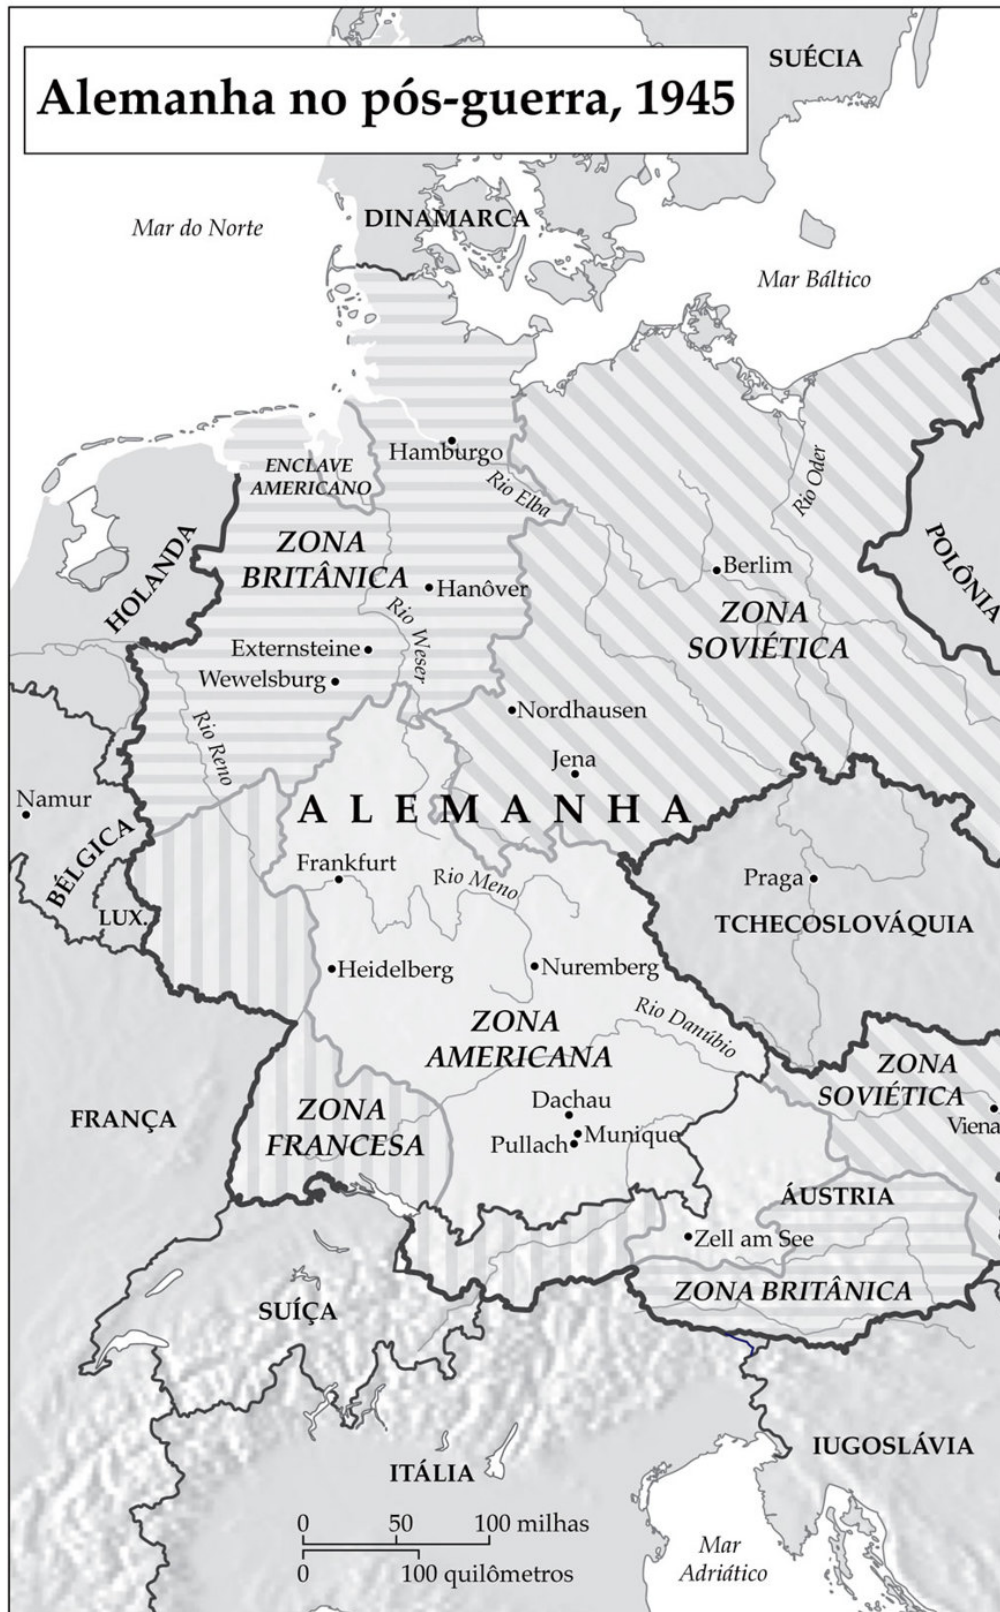 SUÉCIA
Alemanha no pós-guerra, 1945
DINAMARCA
Mar do Norte
Mar Báltico
Hamburgo
ENCLAVE
AMERICANO
Rio Elba
Rio Oder
ZONA
BRITÂNICA
HOLANDA
POLÔNIA
Berlim
Hanôver
ZONA
SOVIÉTICA
Rio Weser
Externsteine
Wewelsburg
Nordhausen
Rio Reno
Jena
Namur
ALEMANHA
BÉLGICA
Frankfurt
Rio Meno
Praga
LUX.
TCHECOSLOVÁQUIA
Heidelberg
Nuremberg
Rio Danúbio
ZONA
AMERICANA
ZONA
SOVIÉTICA
Dachau
ZONA
FRANCESA
FRANÇA
Viena
Munique
Pullach
ÁUSTRIA
Zell am See
ZONA BRITÂNICA
SUÍÇA
IUGOSLÁVIA
ITÁLIA
0 50 100 milhas
0 100 quilômetros
Mar
Adriático